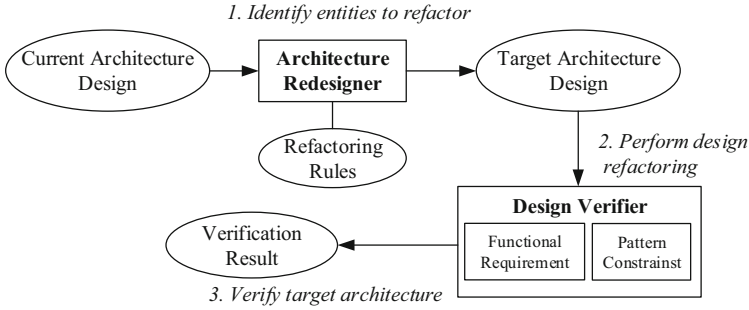 1. Identify entities to refactor
Current Architecture
Design
Architecture
Redesigner
Target Architecture
Design
Refactoring
Rules
2. Perform design
refactoring
Design Verifier
Functional
Requirement
Pattern
Constrainst
Verification
Result
3. Verify target architecture